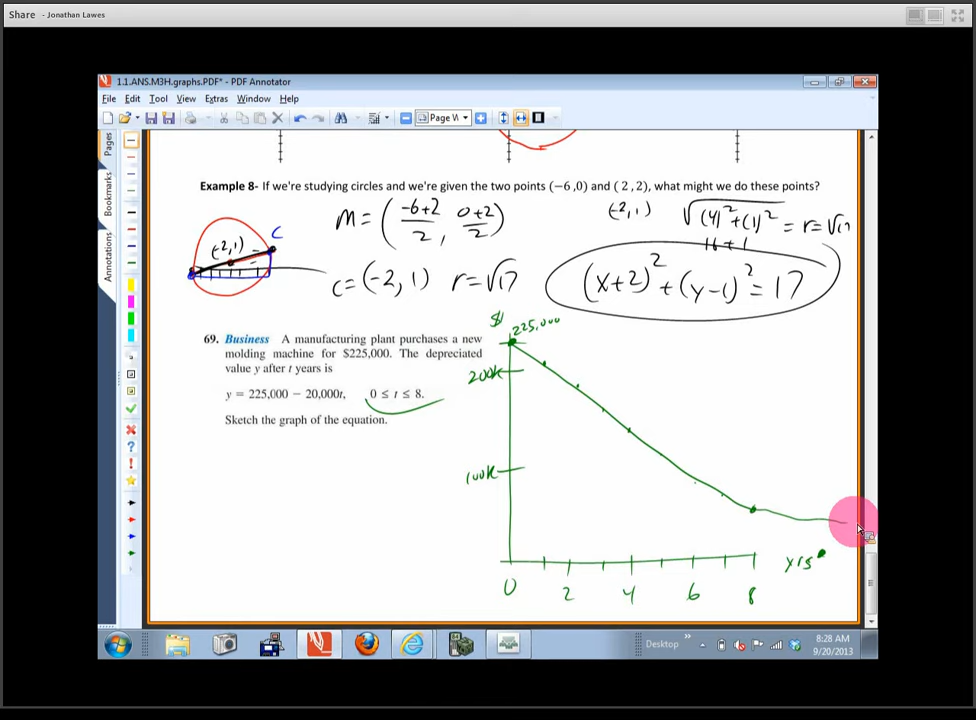 Share - Jonathan Lawes
1.1.ANS.M3H.graphs.PDF* - PDF Annotator
File Edit Tool View Extras Window Help
Pages
Bookmarks
Annotations
Example 8- If we're studying circles and we're given the two points (−6,0) and (2,2), what might we do these points?
M = ( -6+2 / 2 , 0+2 / 2 )
(-2,1)
√(4)² + (1)² = r = √17
16 + 1
(-2,1)
C
C = (-2, 1) r = √17
(x+2)² + (y-1)² = 17
69. Business A manufacturing plant purchases a new
molding machine for $225,000. The depreciated
value y after t years is
y = 225,000 − 20,000t, 0 ≤ t ≤ 8.
Sketch the graph of the equation.
$
225,000
200k
100k
0 2 4 6 8
yrs
Desktop
8:28 AM
9/20/2013